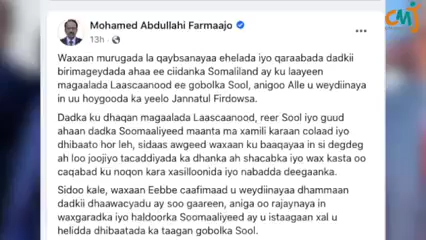 CMJ
Mohamed Abdullahi Farmaajo
13h ·
Waxaan murugada la qaybsanayaa ehelada iyo qaraabada dadkii
birimageydada ahaa ee ciidanka Somaliland ay ku laayeen
magaalada Laascaanood ee gobolka Sool, anigoo Alle u weydiinaya
in uu hoygooda ka yeelo Jannatul Firdowsa.
Dadka ku dhaqan magaalada Laascaanood, reer Sool iyo guud
ahaan dadka Soomaaliyeed maanta ma xamili karaan colaad iyo
dhibaato hor leh, sidaas awgeed waxaan ku baaqayaa in si degdeg
ah loo joojiyo tacaddiyada ka dhanka ah shacabka iyo wax kasta oo
caqabad ku noqon kara xasilloonida iyo nabadda deegaanka.
Sidoo kale, waxaan Eebbe caafimaad u weydiinayaa dhammaan
dadkii dhaawacyadu ay soo gaareen, aniga oo rajaynaya in
waxgaradka iyo haldoorka Soomaaliyeed ay u istaagaan xal u
helidda dhibaatada ka taagan gobolka Sool.